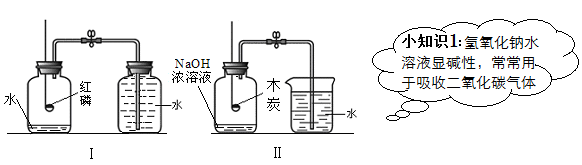 水
红
磷
水
I
NaOH
浓溶液
木
炭
水
II
小知识1:氢氧化钠水
溶液显碱性，常常用
于吸收二氧化碳气体